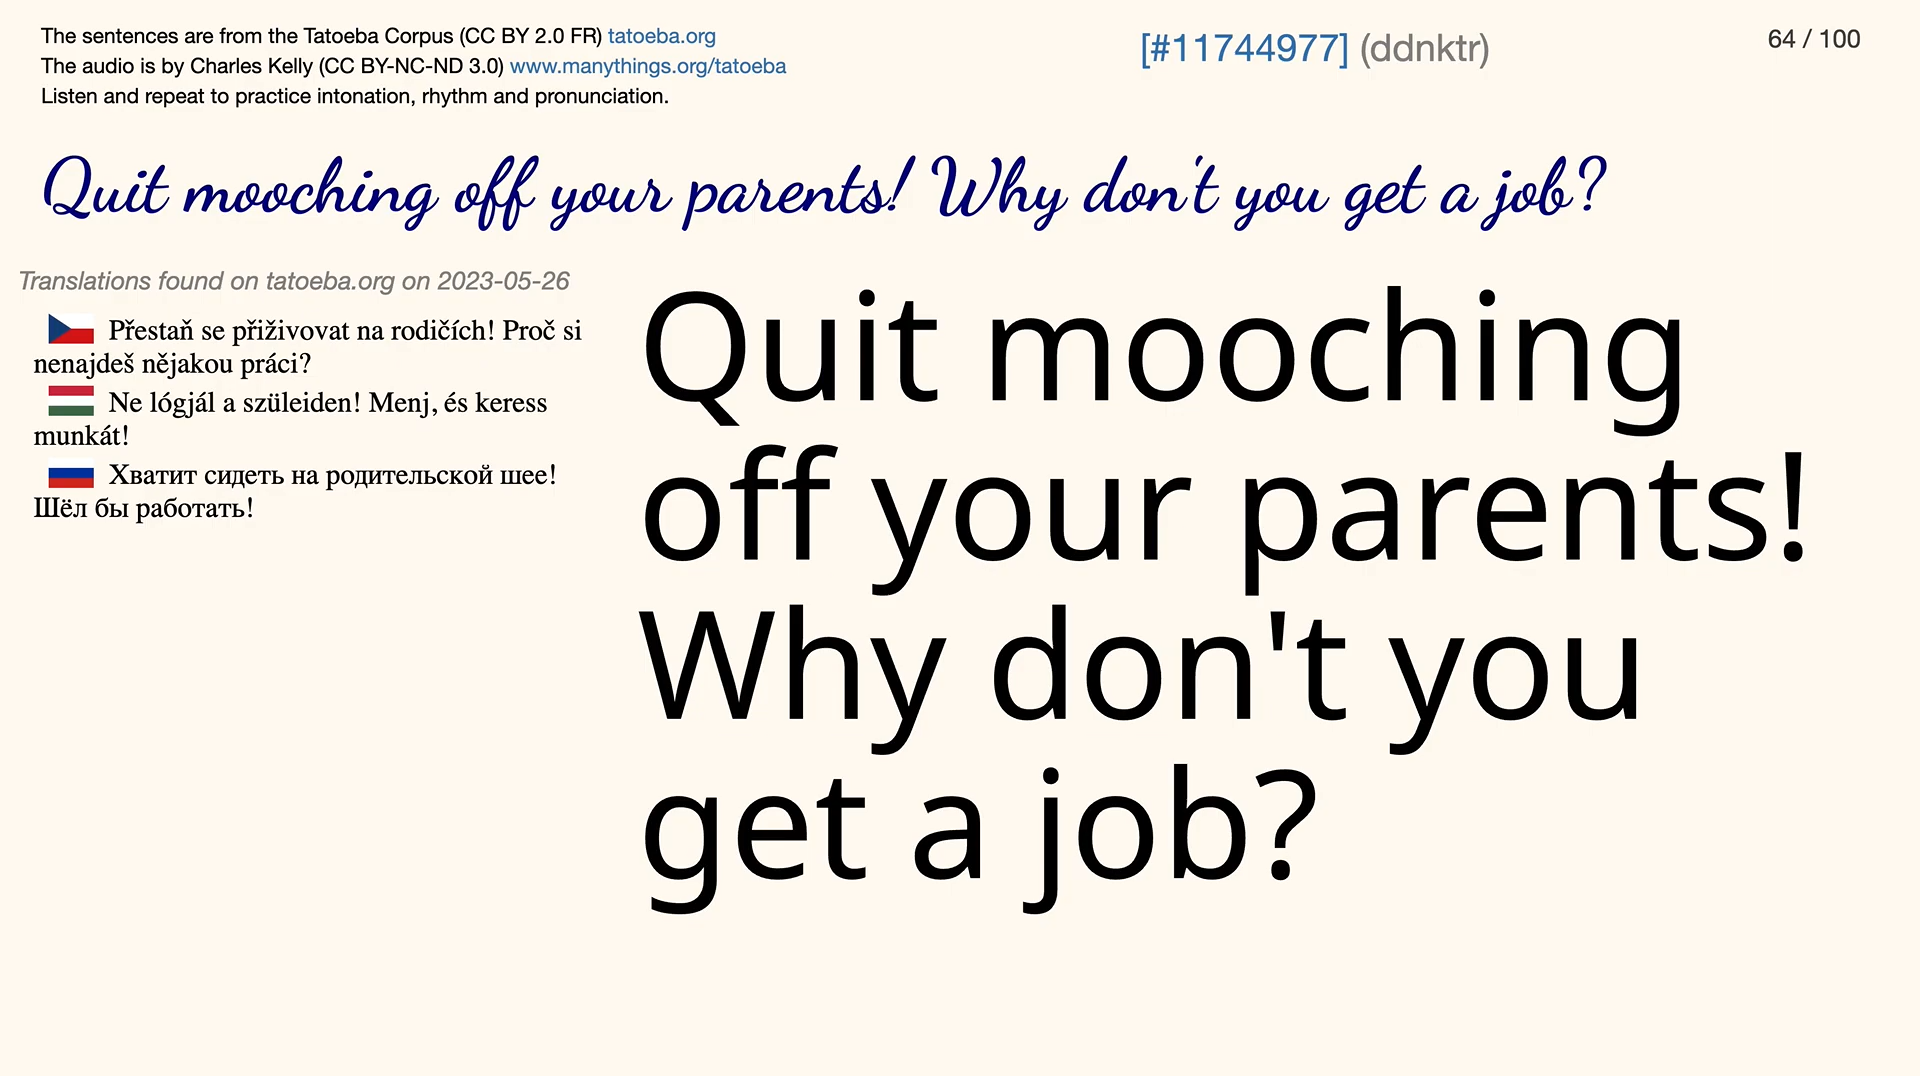 The sentences are from the Tatoeba Corpus (CC BY 2.0 FR) tatoeba.org
The audio is by Charles Kelly (CC BY-NC-ND 3.0) www.manythings.org/tatoeba
Listen and repeat to practice intonation, rhythm and pronunciation.
[#11744977] (ddnktr)
64 / 100
Quit mooching off your parents! Why don't you get a job?
Translations found on tatoeba.org on 2023-05-26
Přestaň se přiživovat na rodičích! Proč si
nenajdeš nějakou práci?
Ne lógjál a szüleiden! Menj, és keress
munkát!
Хватит сидеть на родительской шее!
Шёл бы работать!
Quit mooching
off your parents!
Why don't you
get a job?